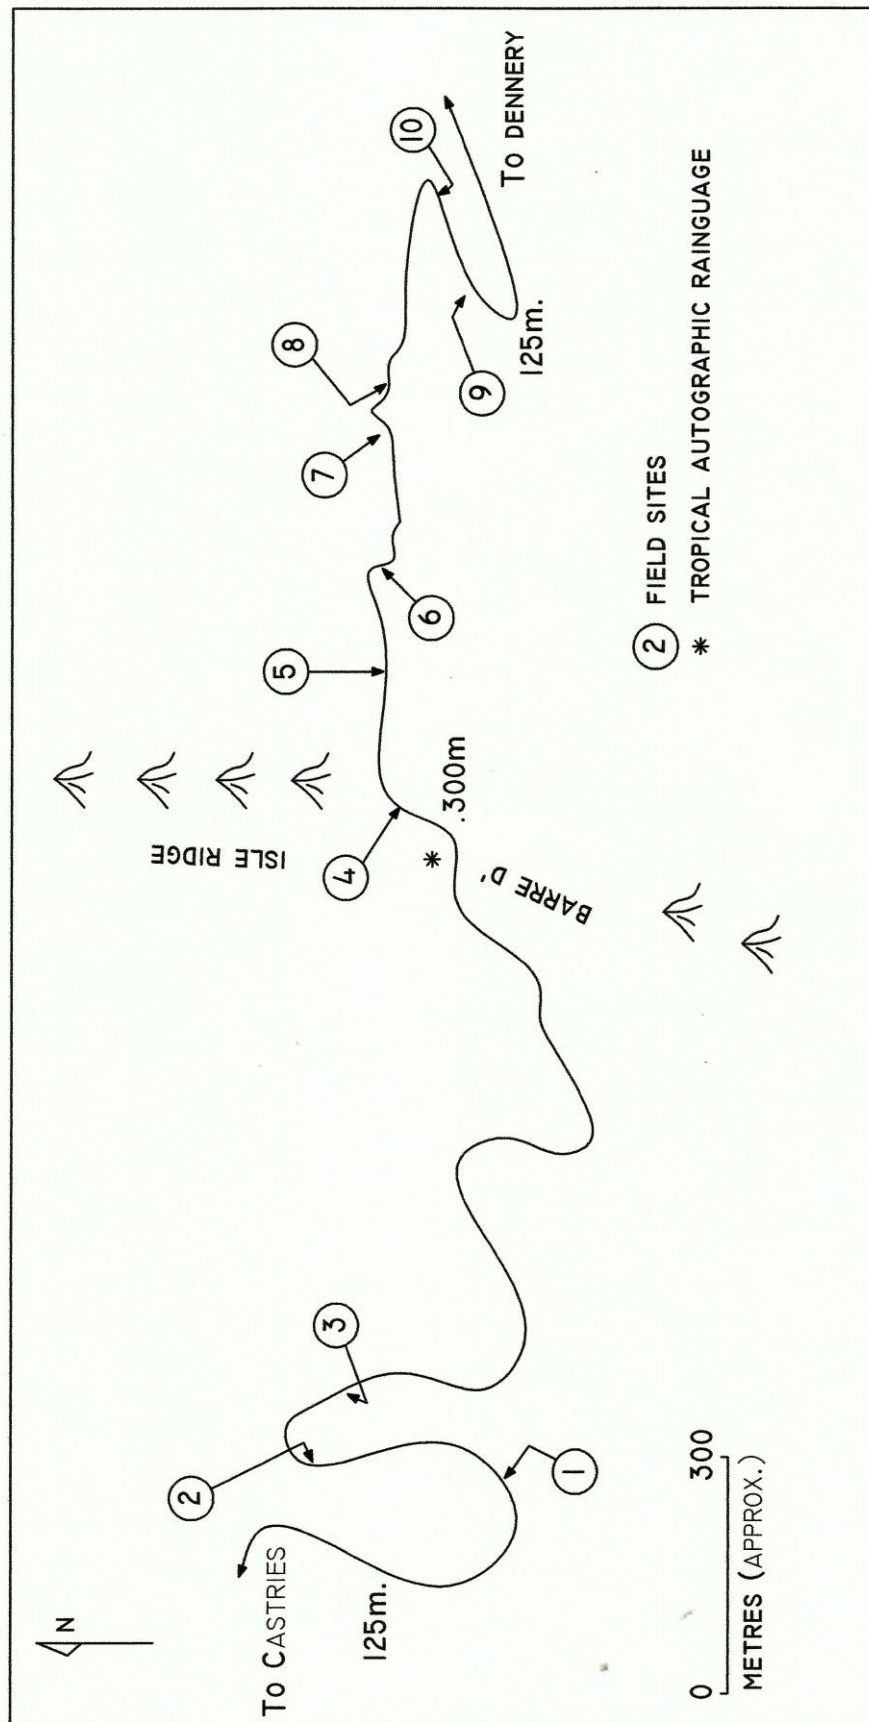 N
To CASTRIES
125m.
1
2
3
BARRE D'
ISLE RIDGE
.300m
*
4
5
6
7
8
9
10
125m.
To DENNERY
0 300
METRES (APPROX.)
2 FIELD SITES
* TROPICAL AUTOGRAPHIC RAINGUAGE